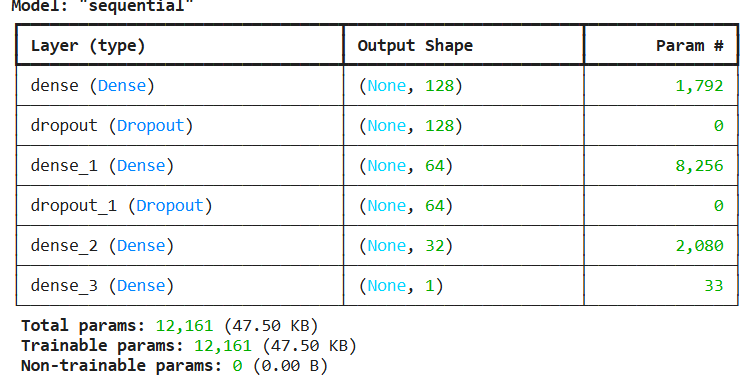 Model: "sequential"
Layer (type) Output Shape Param #
dense (Dense) (None, 128) 1,792
dropout (Dropout) (None, 128) 0
dense_1 (Dense) (None, 64) 8,256
dropout_1 (Dropout) (None, 64) 0
dense_2 (Dense) (None, 32) 2,080
dense_3 (Dense) (None, 1) 33
Total params: 12,161 (47.50 KB)
Trainable params: 12,161 (47.50 KB)
Non-trainable params: 0 (0.00 B)